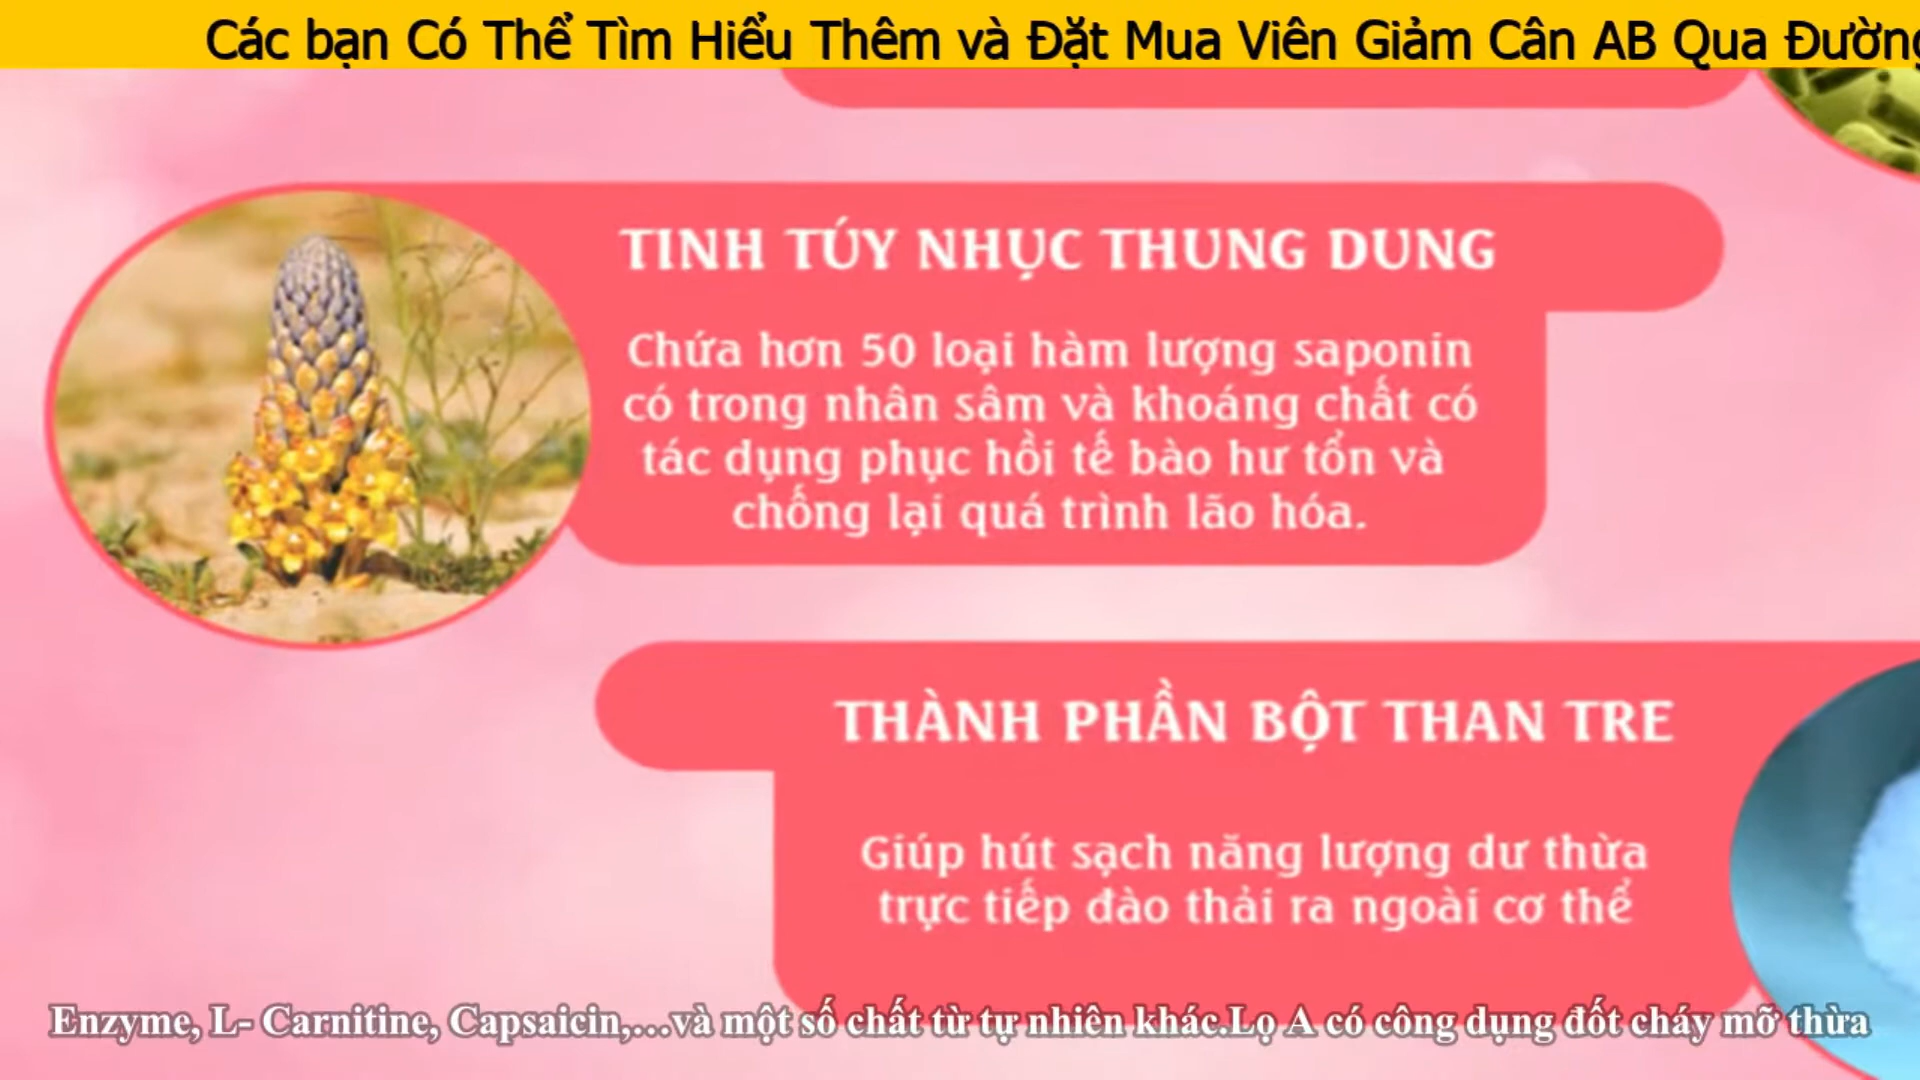 Các bạn Có Thể Tìm Hiểu Thêm và Đặt Mua Viên Giảm Cân AB Qua Đường
TINH TÚY NHỤC THUNG DUNG
Chứa hơn 50 loại hàm lượng saponin
có trong nhân sâm và khoáng chất có
tác dụng phục hồi tế bào hư tổn và
chống lại quá trình lão hóa.
THÀNH PHẦN BỘT THAN TRE
Giúp hút sạch năng lượng dư thừa
trực tiếp đào thải ra ngoài cơ thể
Enzyme, L- Carnitine, Capsaicin,...và một số chất từ tự nhiên khác.Lọ A có công dụng đốt cháy mỡ thừa